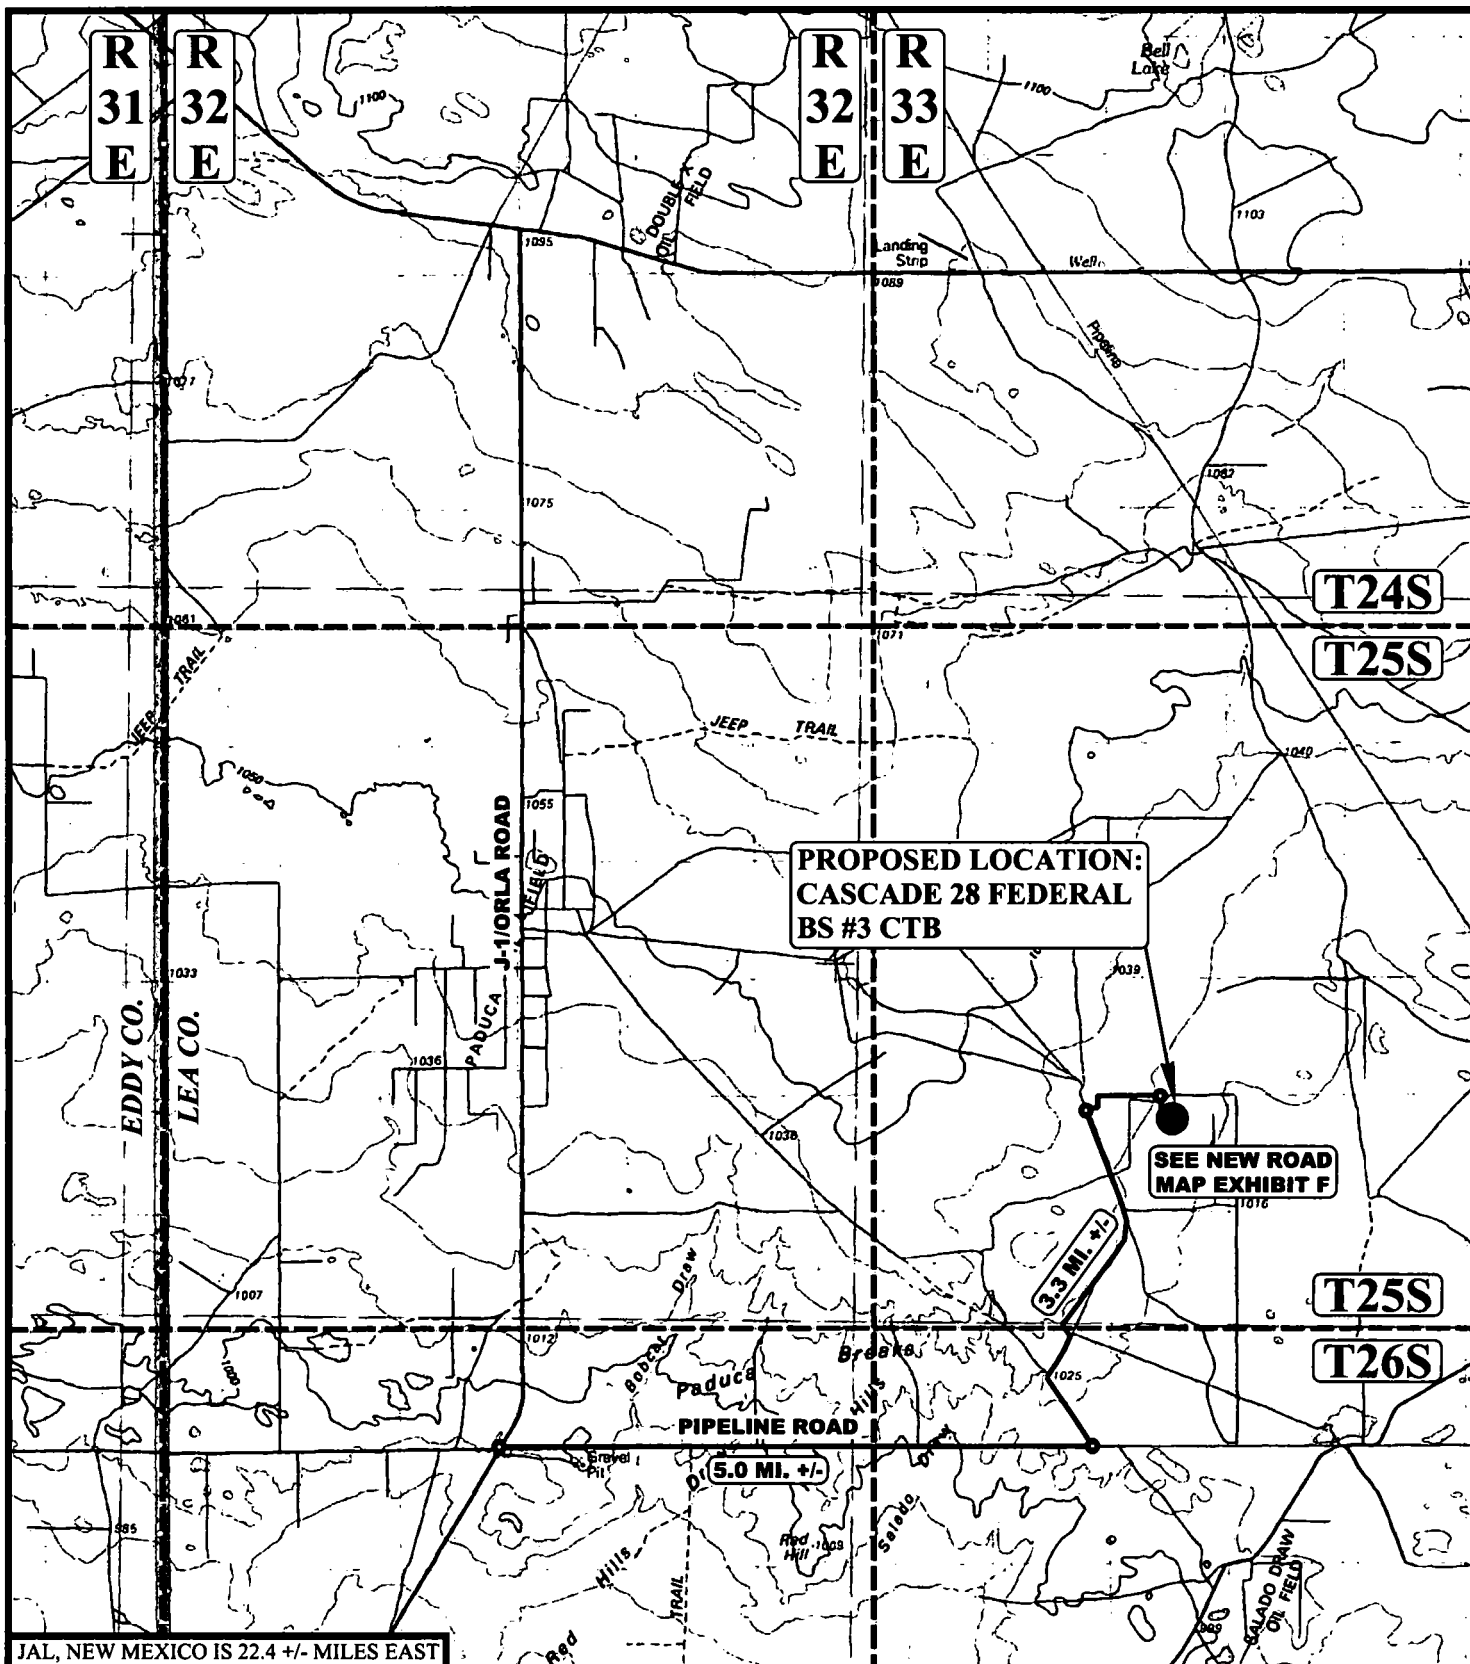 R
31
E
R
32
E
R
32
E
R
33
E
Bell
Lake
1100
1100
DOUBLE X
OIL FIELD
1103
1095
Landing
Strip
Well
1089
Pipeline
1075
1082
T24S
1061
1071
T25S
JEEP TRAIL
JEEP TRAIL
1040
1050
1055
J-1/ORLA ROAD
PROPOSED LOCATION:
CASCADE 28 FEDERAL
BS #3 CTB
1033
1039
EDDY CO.
LEA CO.
PADUCA
FIELD
1036
1036
SEE NEW ROAD
MAP EXHIBIT F
1016
3.3 MI. +/-
1007
T25S
1012
Bobcat Draw
Paduca
Breaks
T26S
1000
1025
Hills
PIPELINE ROAD
Gravel
Pit
5.0 MI. +/-
Draw
985
Red
Hill
1009
Salado
Hills
TRAIL
SALADO DRAW
OIL FIELD
989
Red
JAL, NEW MEXICO IS 22.4 +/- MILES EAST